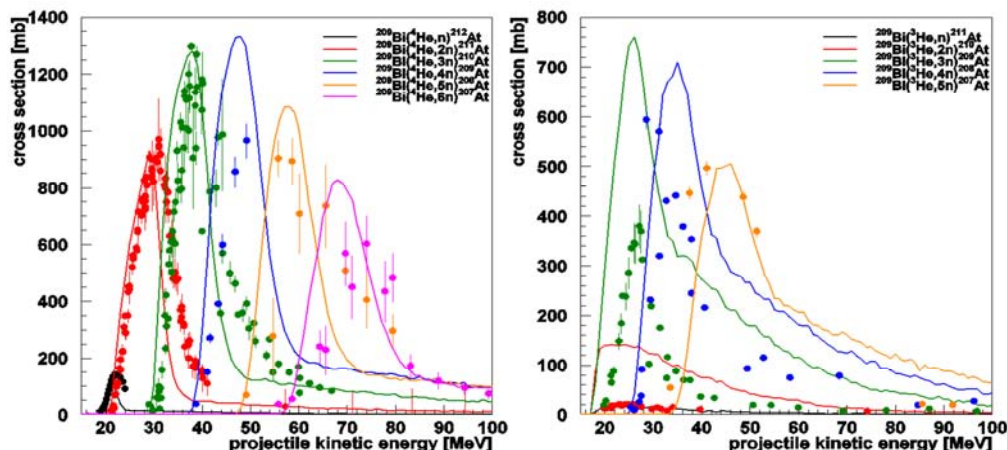 cross section [mb]
1400
1200
1000
800
600
400
200
0
20 30 40 50 60 70 80 90 100
projectile kinetic energy [MeV]
²⁰⁹Bi(⁴He,n)²¹²At
²⁰⁹Bi(⁴He,2n)²¹¹At
²⁰⁹Bi(⁴He,3n)²¹⁰At
²⁰⁹Bi(⁴He,4n)²⁰⁹At
²⁰⁹Bi(⁴He,5n)²⁰⁸At
²⁰⁹Bi(⁴He,6n)²⁰⁷At
cross section [mb]
800
700
600
500
400
300
200
100
0
20 30 40 50 60 70 80 90 100
projectile kinetic energy [MeV]
²⁰⁹Bi(³He,n)²¹¹At
²⁰⁹Bi(³He,2n)²¹⁰At
²⁰⁹Bi(³He,3n)²⁰⁹At
²⁰⁹Bi(³He,4n)²⁰⁸At
²⁰⁹Bi(³He,5n)²⁰⁷At